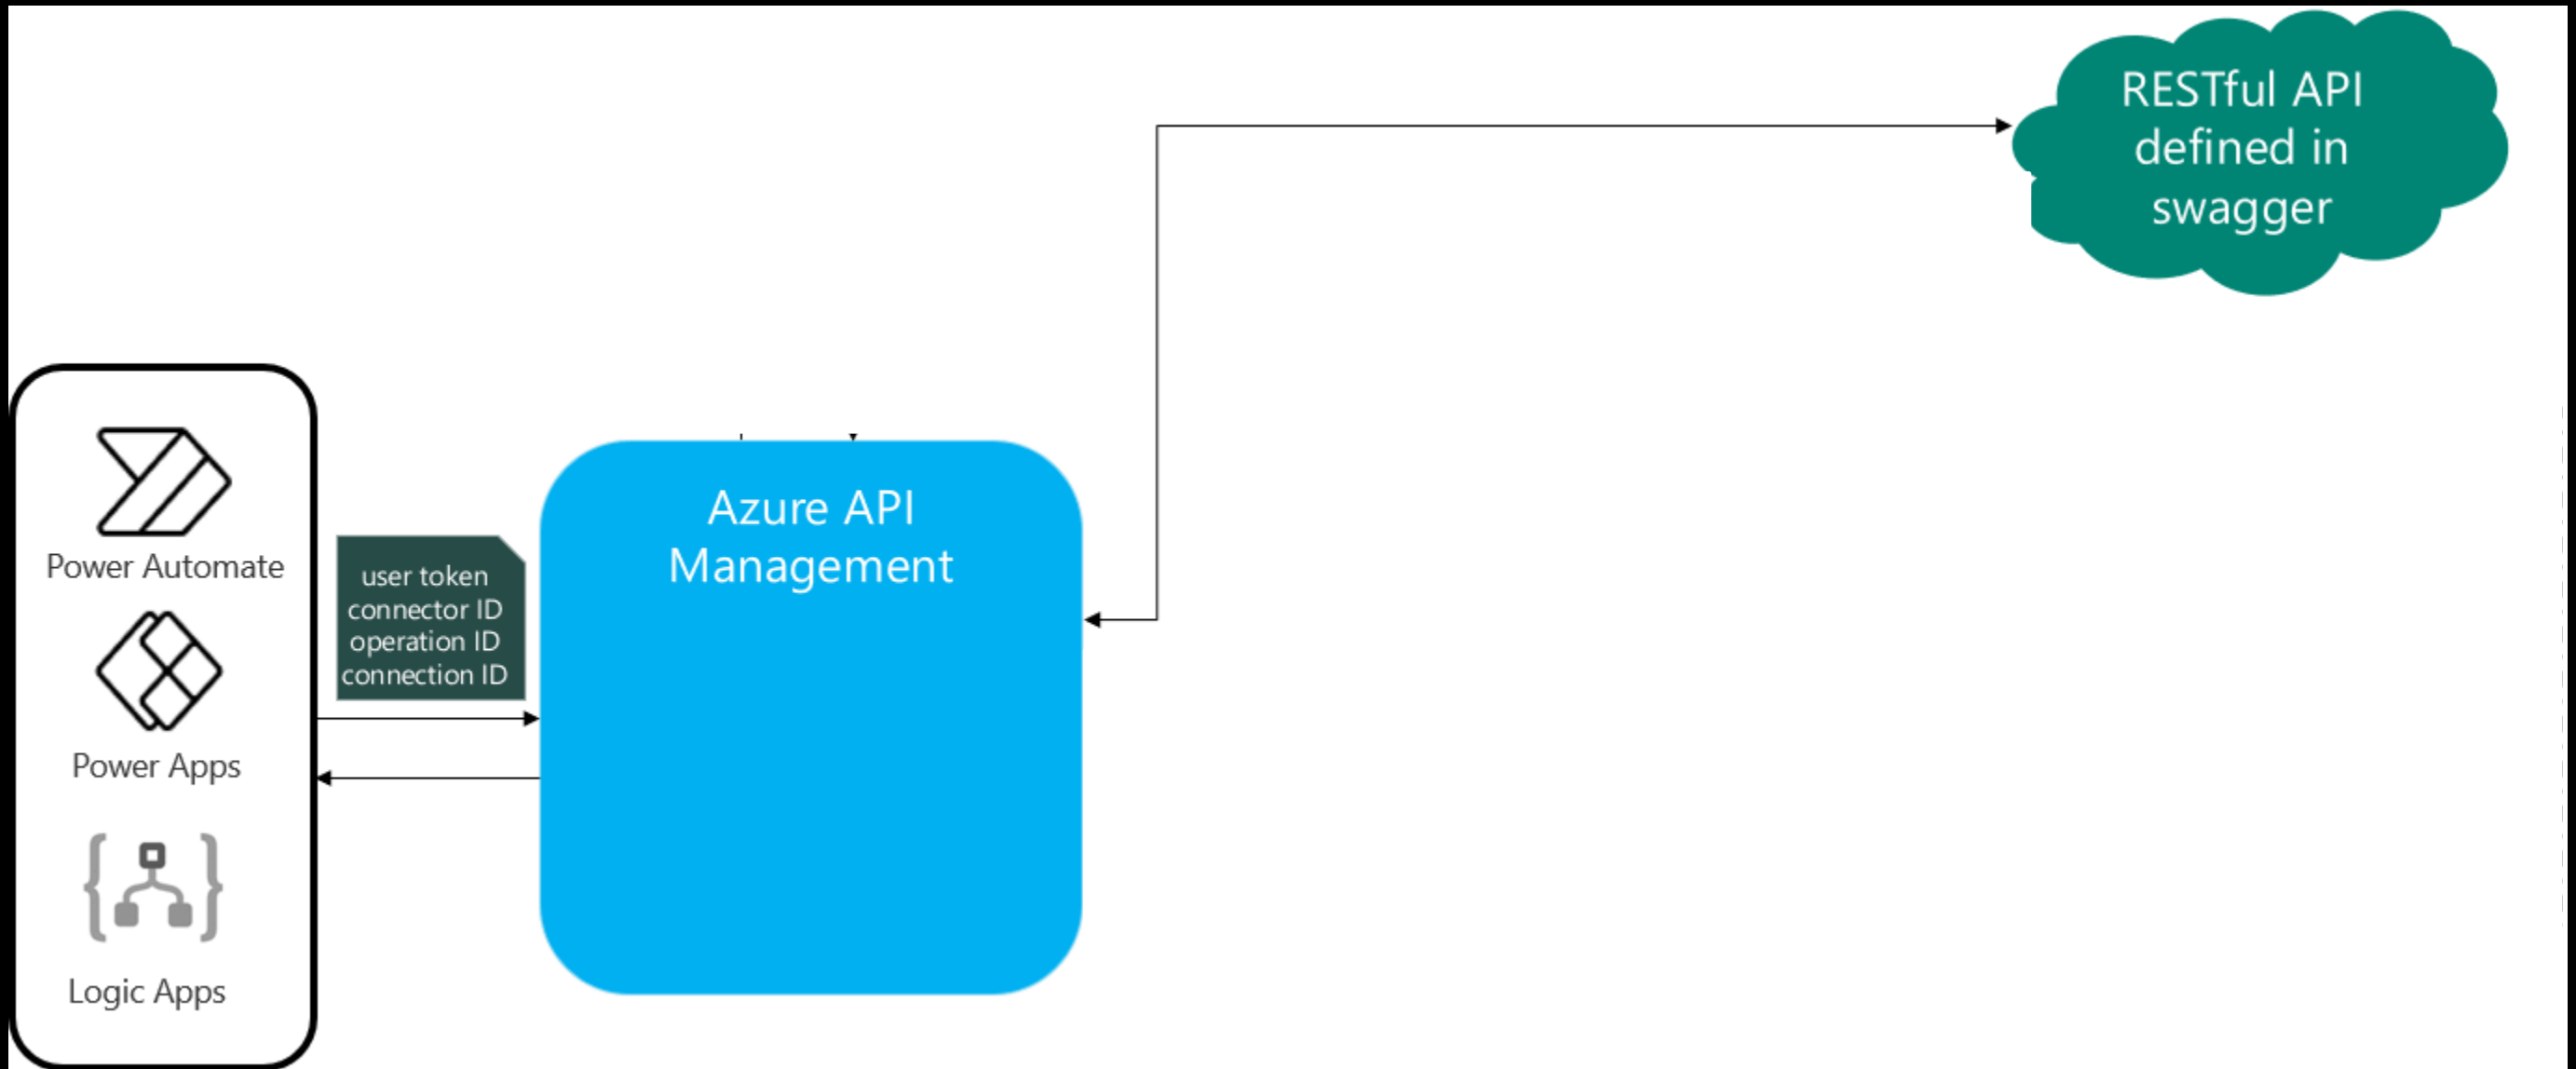 RESTful API
defined in
swagger
Azure API
Management
Power Automate
user token
connector ID
operation ID
connection ID
Power Apps
Logic Apps